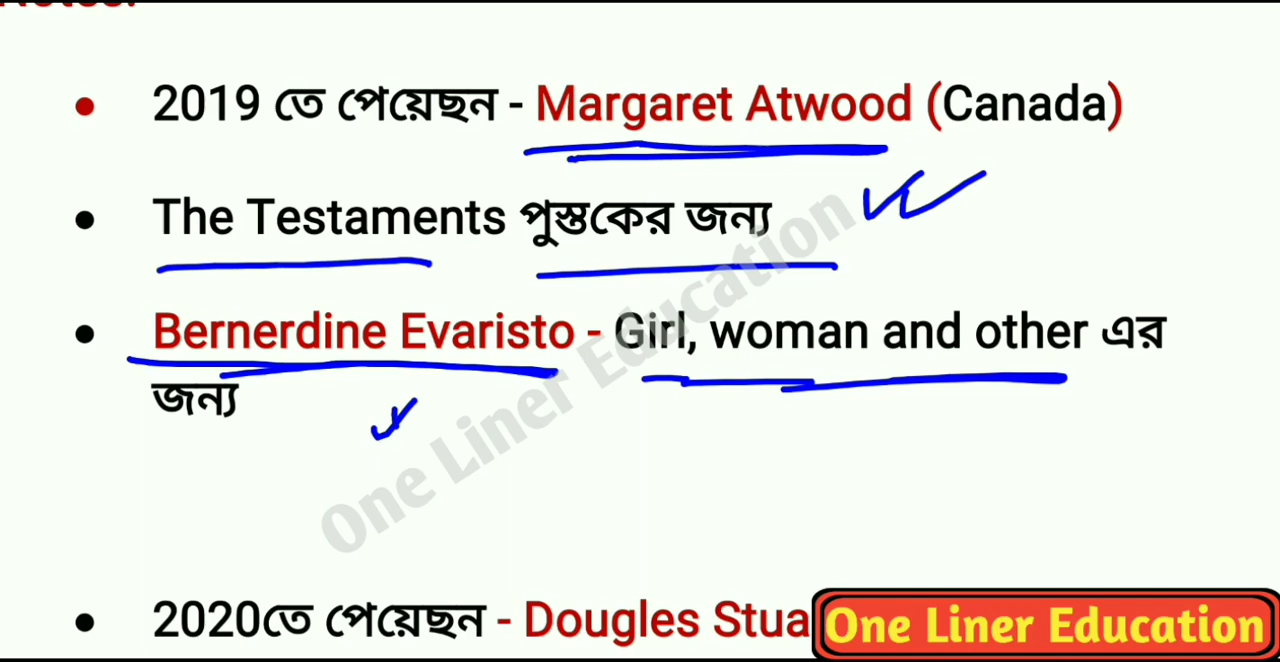 Notes:
2019 তে পেয়েছন - Margaret Atwood (Canada)
The Testaments পুস্তকের জন্য
Bernerdine Evaristo - Girl, woman and other এর
জন্য
One Liner Education
2020তে পেয়েছন - Dougles Stua
One Liner Education